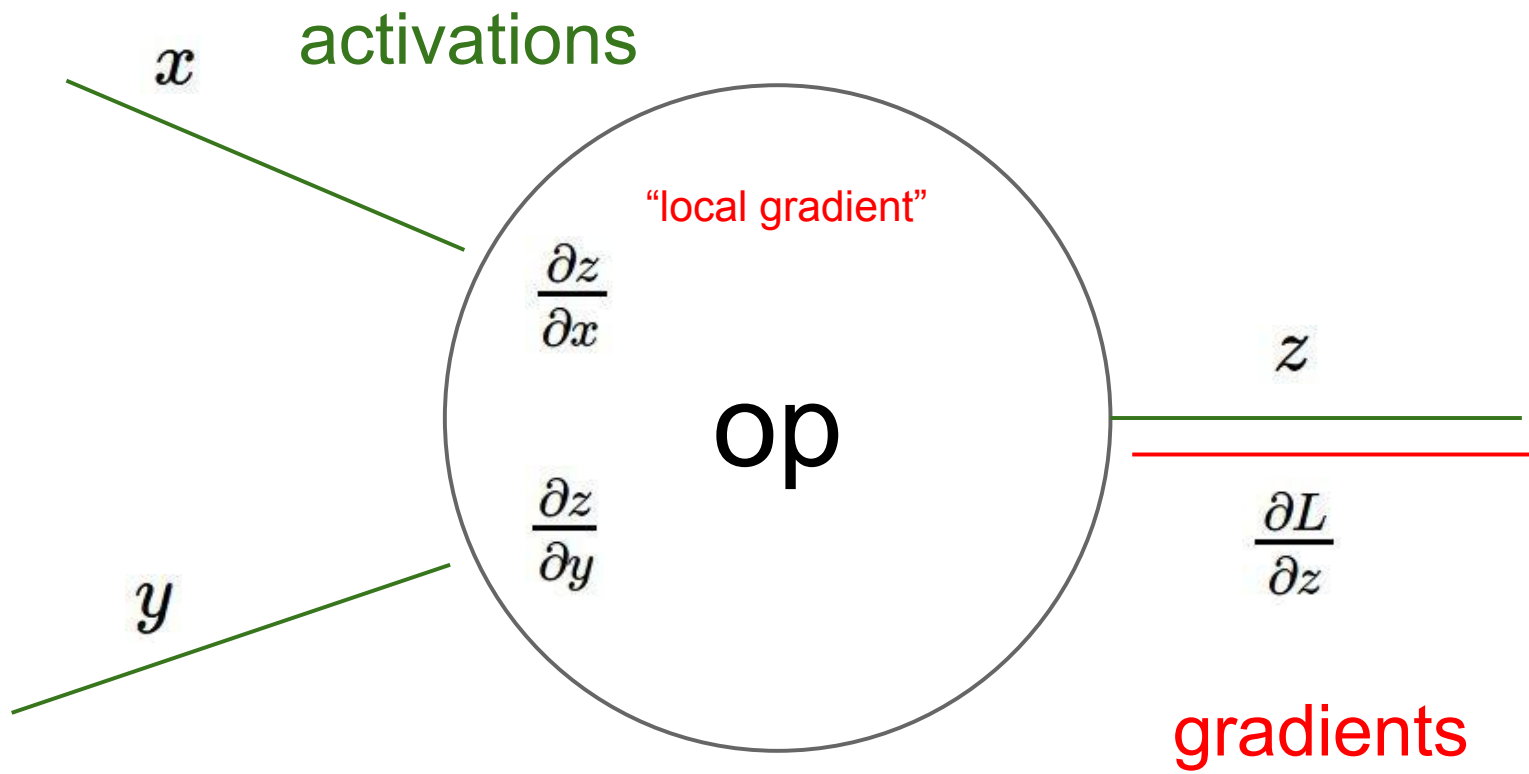 activations
x
“local gradient”
∂z
∂x
z
op
∂z
∂y
∂L
∂z
y
gradients